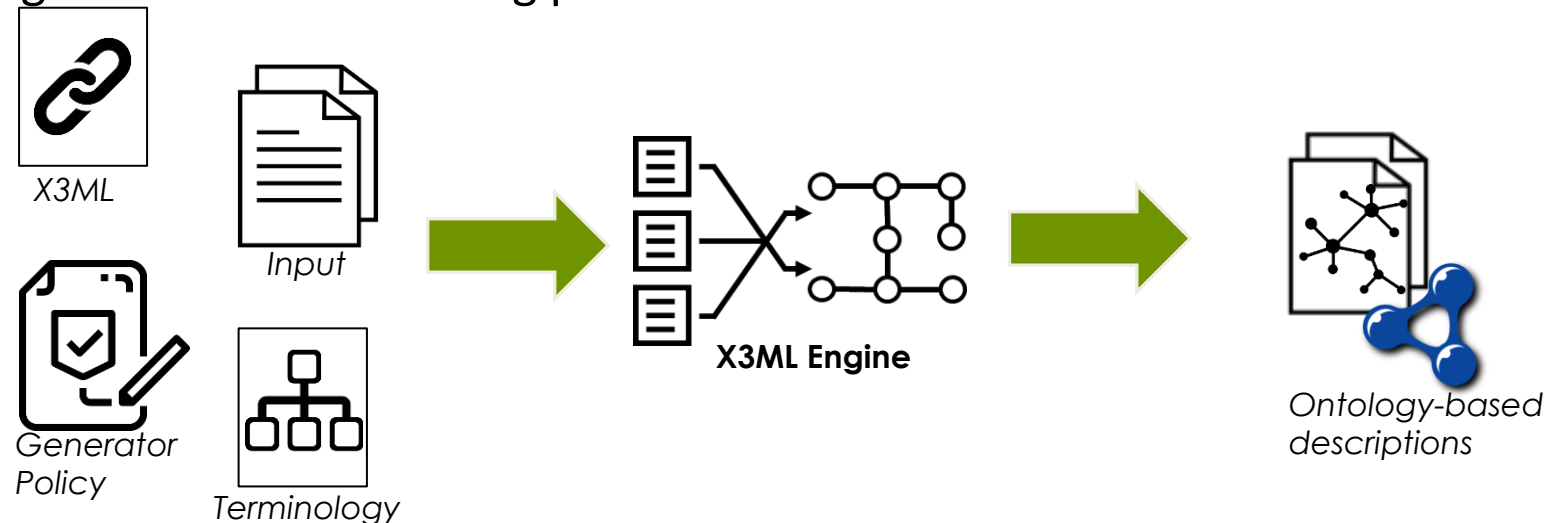 X3ML
Input
Generator
Policy
Terminology
X3ML Engine
Ontology-based
descriptions